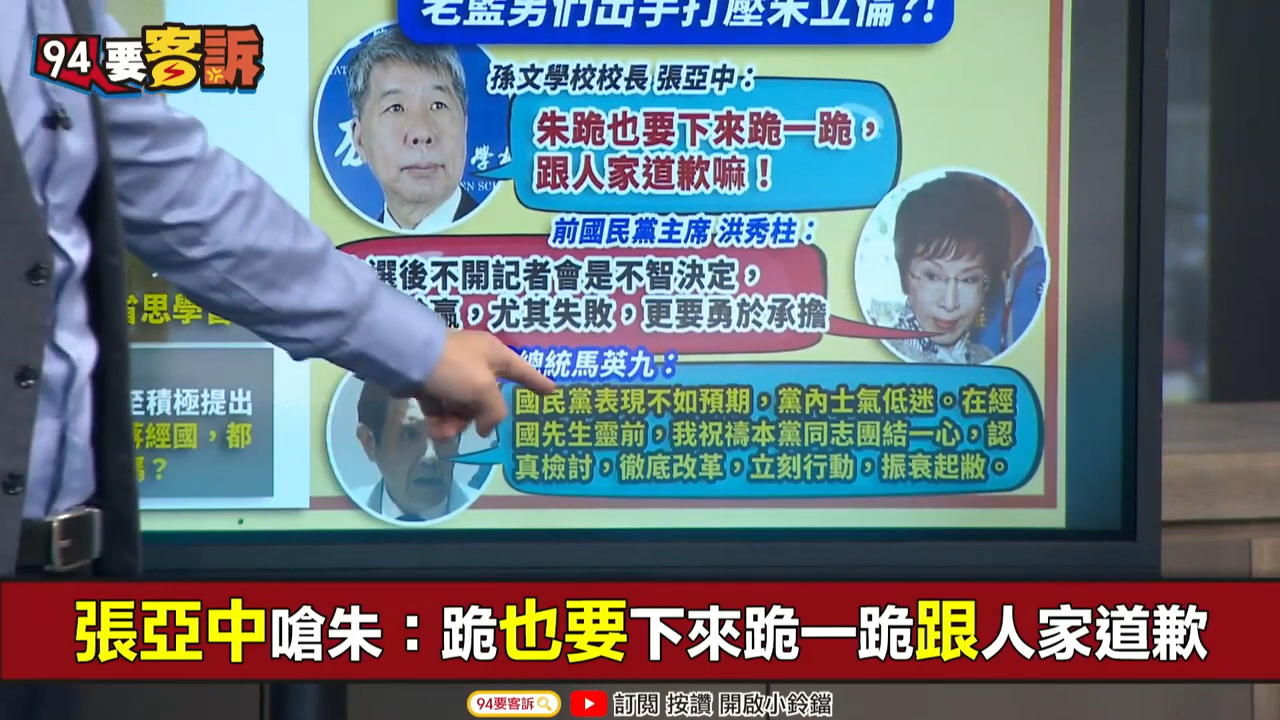 94要客訴
老藍男們出手打壓朱立倫?!
孫文學校校長 張亞中：
朱跪也要下來跪一跪，
跟人家道歉嘛！
前國民黨主席 洪秀柱：
選後不開記者會是不智決定，
贏，尤其失敗，更要勇於承擔
總統馬英九：
國民黨表現不如預期，黨內士氣低迷。在經
國先生靈前，我祝禱本黨同志團結一心，認
真檢討，徹底改革，立刻行動，振衰起敝。
省思學習
至積極提出
蔣經國，都
嗎？
張亞中嗆朱：跪也要下來跪一跪跟人家道歉
94要客訴
訂閱 按讚 開啟小鈴鐺